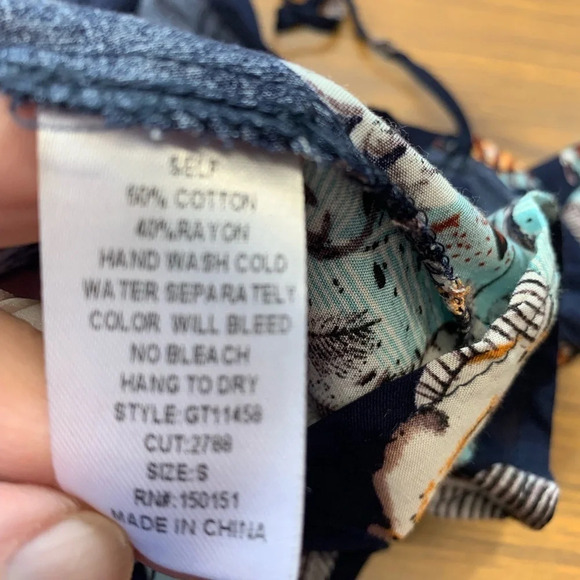 SELF
60% COTTON
40%RAYON
HAND WASH COLD
WATER SEPARATELY
COLOR WILL BLEED
NO BLEACH
HANG TO DRY
STYLE:GT11458
CUT:2788
SIZE:S
RN#:150151
MADE IN CHINA